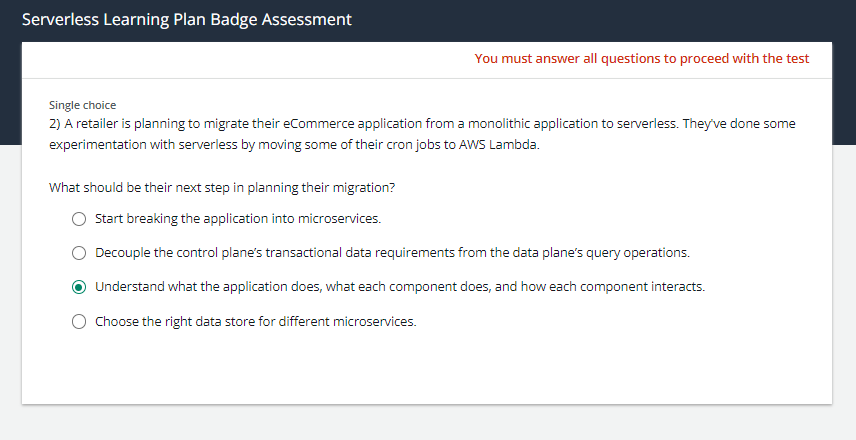 Serverless Learning Plan Badge Assessment
You must answer all questions to proceed with the test
Single choice
2) A retailer is planning to migrate their eCommerce application from a monolithic application to serverless. They've done some
experimentation with serverless by moving some of their cron jobs to AWS Lambda.
What should be their next step in planning their migration?
Start breaking the application into microservices.
Decouple the control plane's transactional data requirements from the data plane's query operations.
Understand what the application does, what each component does, and how each component interacts.
Choose the right data store for different microservices.